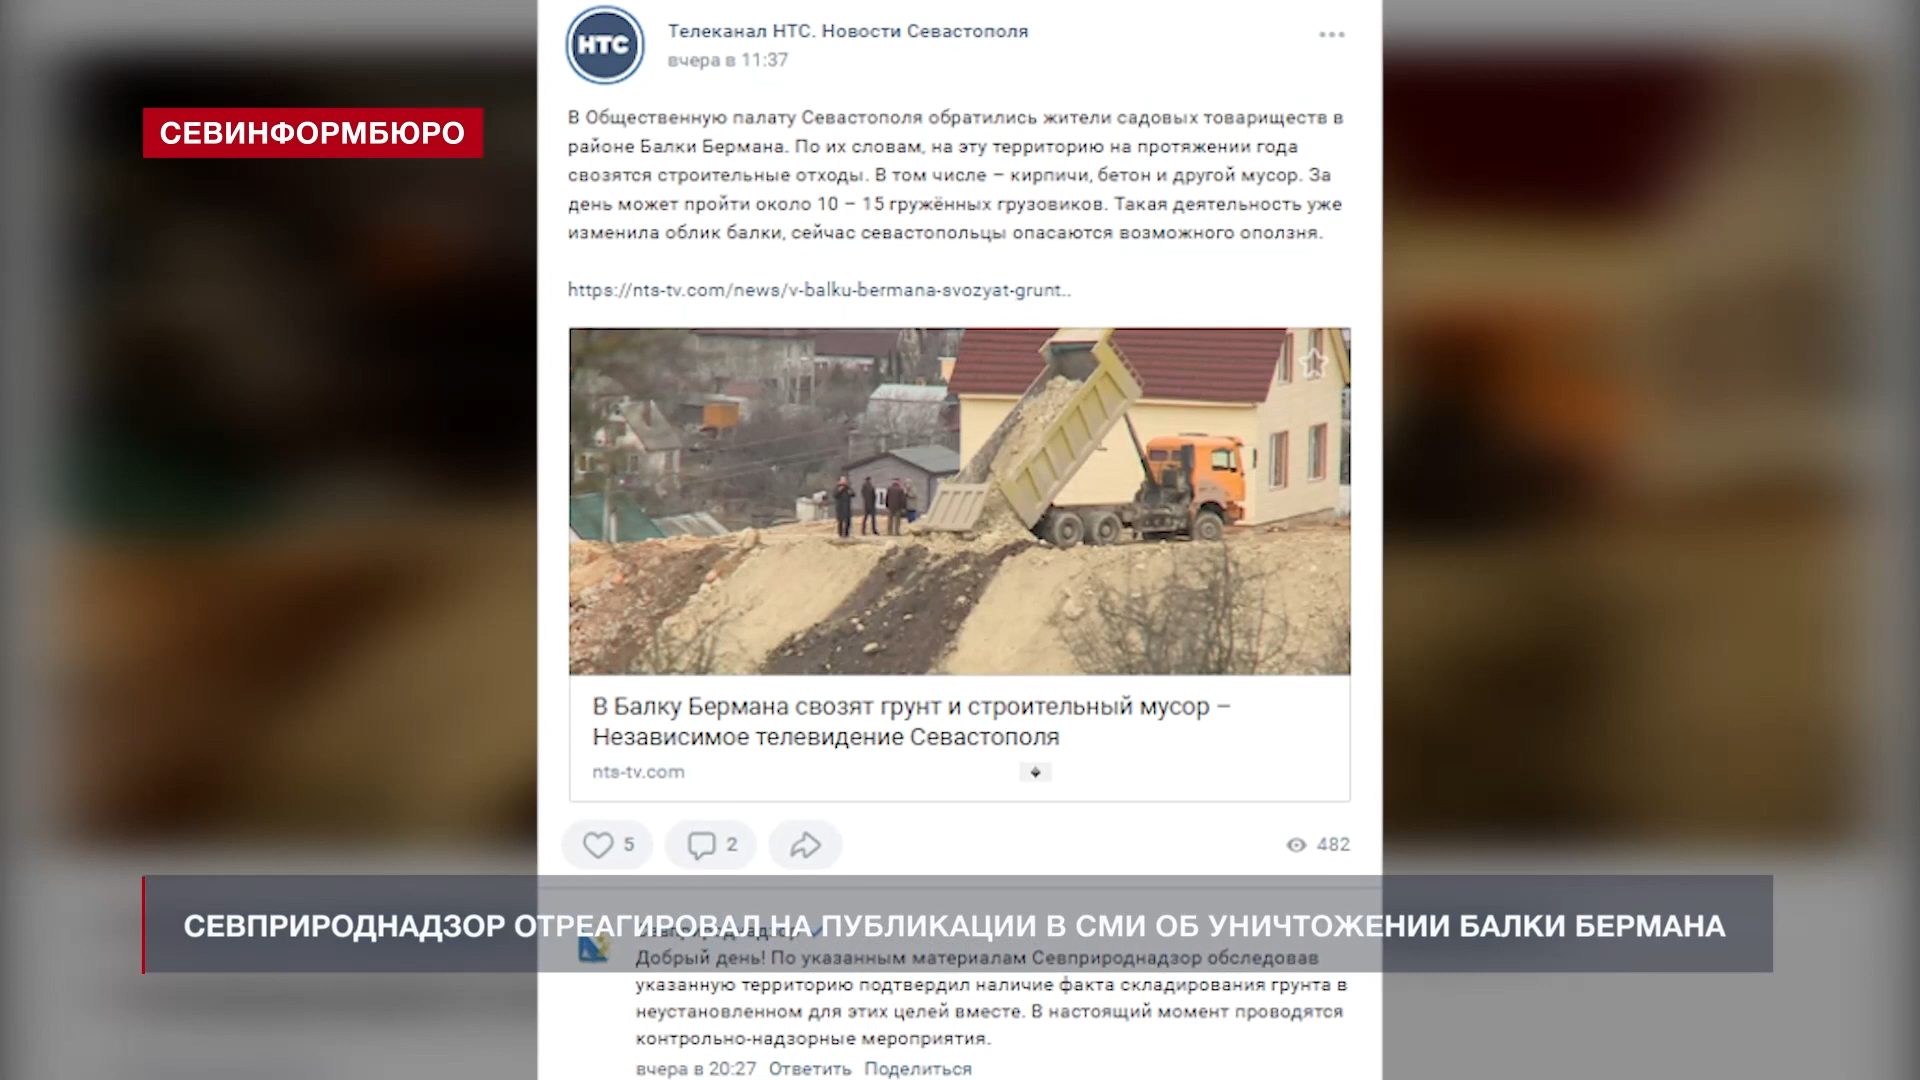 НТС
Телеканал НТС. Новости Севастополя
вчера в 11:37
СЕВИНФОРМБЮРО
В Общественную палату Севастополя обратились жители садовых товариществ в
районе Балки Бермана. По их словам, на эту территорию на протяжении года
свозятся строительные отходы. В том числе – кирпичи, бетон и другой мусор. За
день может пройти около 10 – 15 гружённых грузовиков. Такая деятельность уже
изменила облик балки, сейчас севастопольцы опасаются возможного оползня.
https://nts-tv.com/news/v-balku-bermana-svozyat-grunt..
В Балку Бермана свозят грунт и строительный мусор –
Независимое телевидение Севастополя
nts-tv.com
5
2
482
СЕВПРИРОДНАДЗОР ОТРЕАГИРОВАЛ НА ПУБЛИКАЦИИ В СМИ ОБ УНИЧТОЖЕНИИ БАЛКИ БЕРМАНА
Севприроднадзор
Добрый день! По указанным материалам Севприроднадзор обследовав
указанную территорию подтвердил наличие факта складирования грунта в
неустановленном для этих целей вместе. В настоящий момент проводятся
контрольно-надзорные мероприятия.
вчера в 20:27 Ответить Поделиться